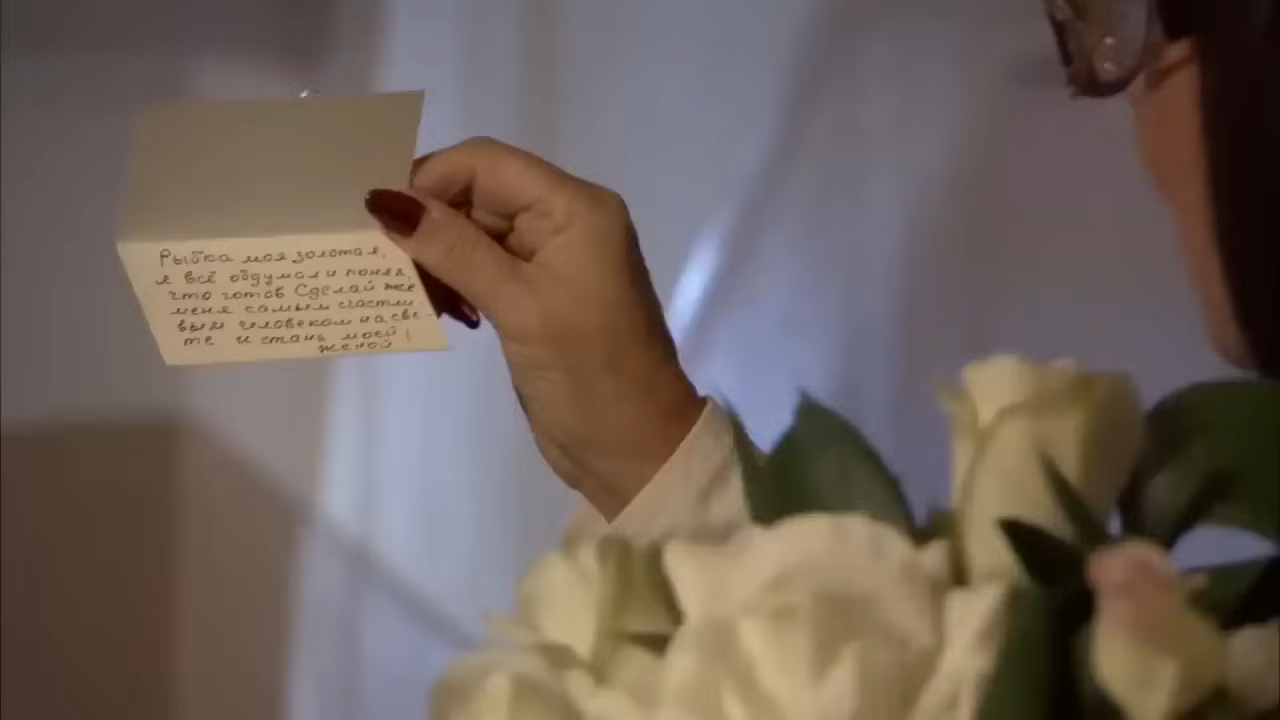 Рыбка моя золотая,
я всё обдумал и понял,
что готов Сделай же
меня самым счастли-
вым человеком на све-
те и стань моей
женой!